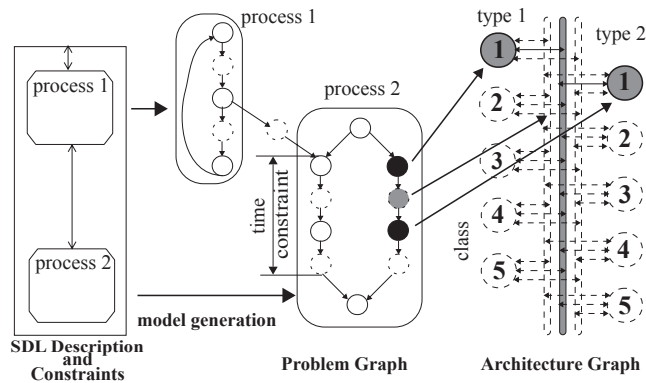 process 1
type 1
type 2
process 1
process 2
1
1
2
2
3
3
4
4
5
5
time
constraint
class
process 2
model generation
SDL Description
and
Constraints
Problem Graph
Architecture Graph